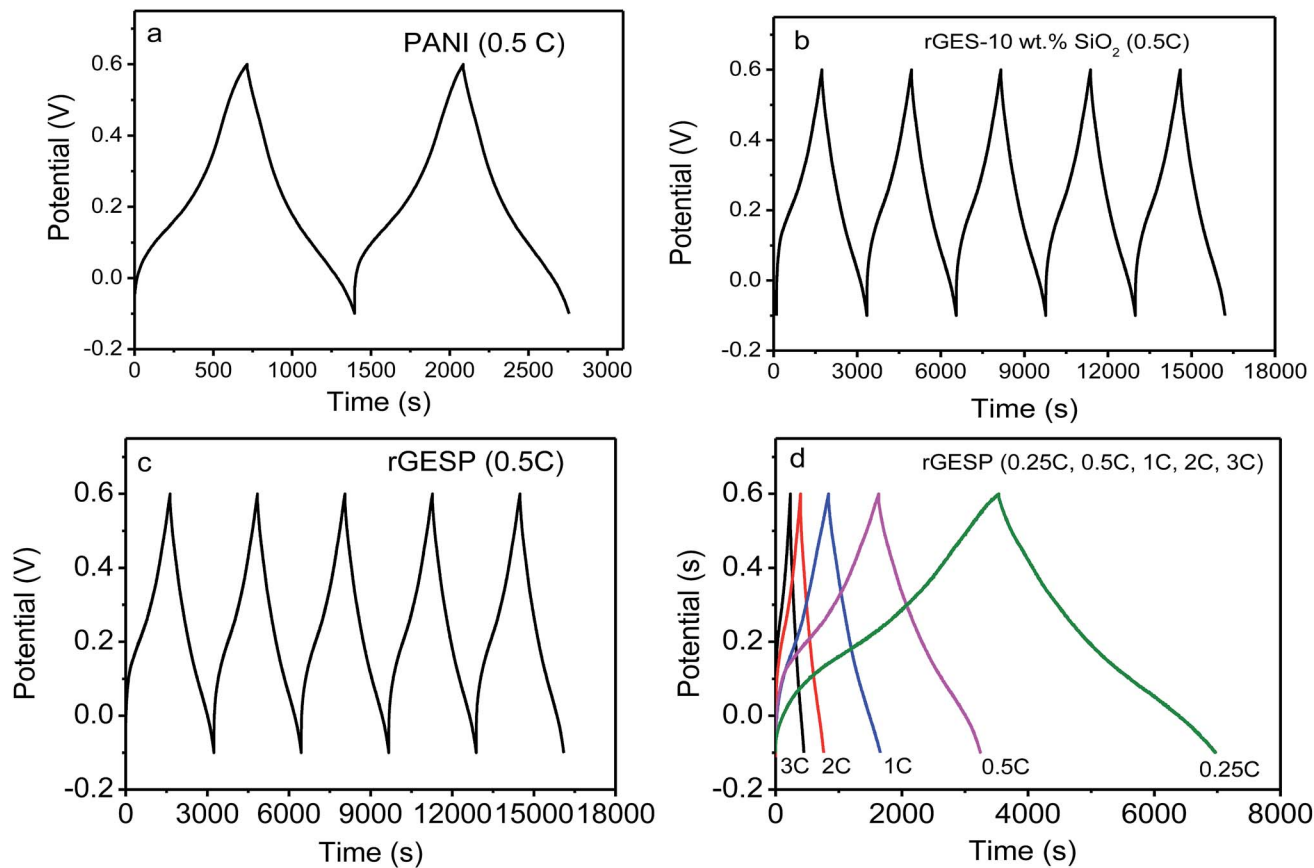 a
PANI (0.5 C)
0.6
0.4
0.2
0.0
-0.2
Potential (V)
0 500 1000 1500 2000 2500 3000
Time (s)
b
rGES-10 wt.% SiO₂ (0.5C)
0.6
0.4
0.2
0.0
-0.2
Potential (V)
0 3000 6000 9000 12000 15000 18000
Time (s)
c
rGESP (0.5C)
0.6
0.4
0.2
0.0
-0.2
Potential (V)
0 3000 6000 9000 12000 15000 18000
Time (s)
d
rGESP (0.25C, 0.5C, 1C, 2C, 3C)
0.6
0.4
0.2
0.0
-0.2
Potential (s)
3C 2C 1C 0.5C 0.25C
0 2000 4000 6000 8000
Time (s)